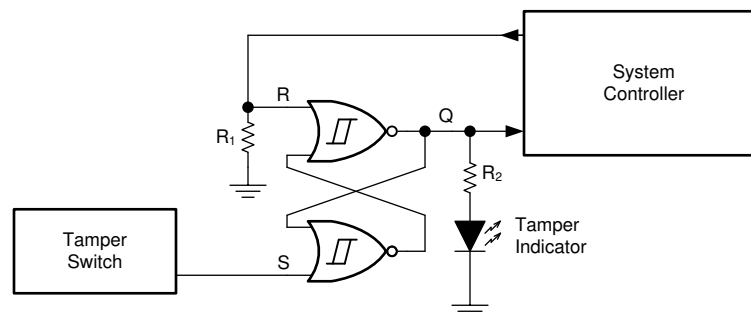 System
Controller
R
Q
R1
R2
Tamper
Indicator
Tamper
Switch
S